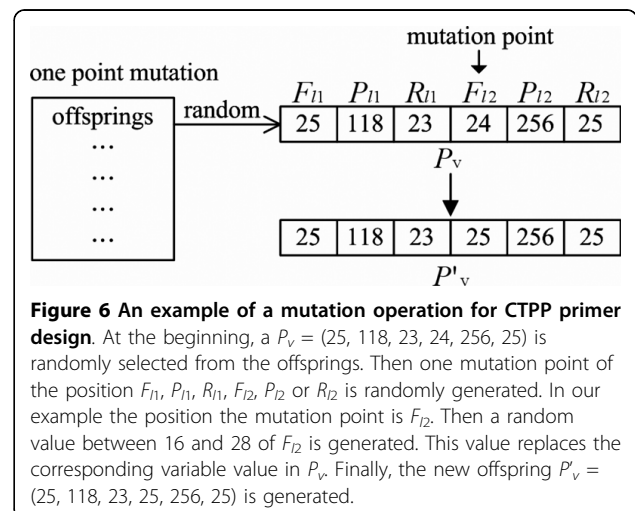 mutation point
one point mutation
F_l1 P_l1 R_l1 F_l2 P_l2 R_l2
offsprings random 25 118 23 24 256 25
...
P_v
...
...
... 25 118 23 25 256 25
P'_v
Figure 6 An example of a mutation operation for CTPP primer
design. At the beginning, a P_v = (25, 118, 23, 24, 256, 25) is
randomly selected from the offsprings. Then one mutation point of
the position F_l1, P_l1, R_l1, F_l2, P_l2 or R_l2 is randomly generated. In our
example the position the mutation point is F_l2. Then a random
value between 16 and 28 of F_l2 is generated. This value replaces the
corresponding variable value in P_v. Finally, the new offspring P'_v =
(25, 118, 23, 25, 256, 25) is generated.